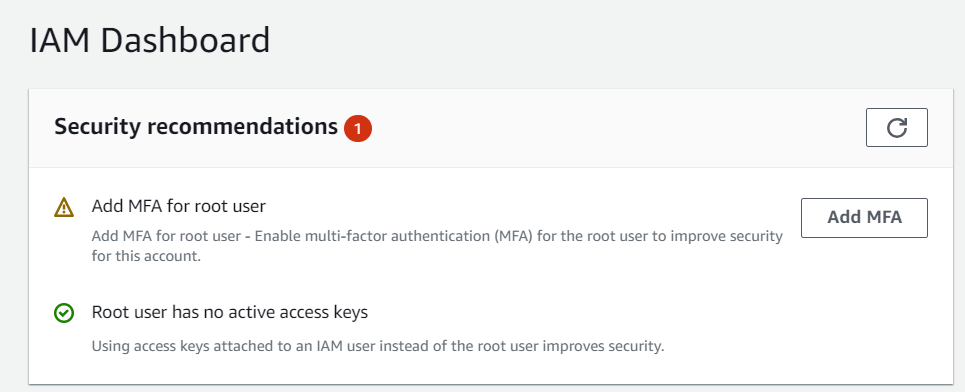 IAM Dashboard
Security recommendations 1
Add MFA for root user
Add MFA
Add MFA for root user - Enable multi-factor authentication (MFA) for the root user to improve security
for this account.
Root user has no active access keys
Using access keys attached to an IAM user instead of the root user improves security.